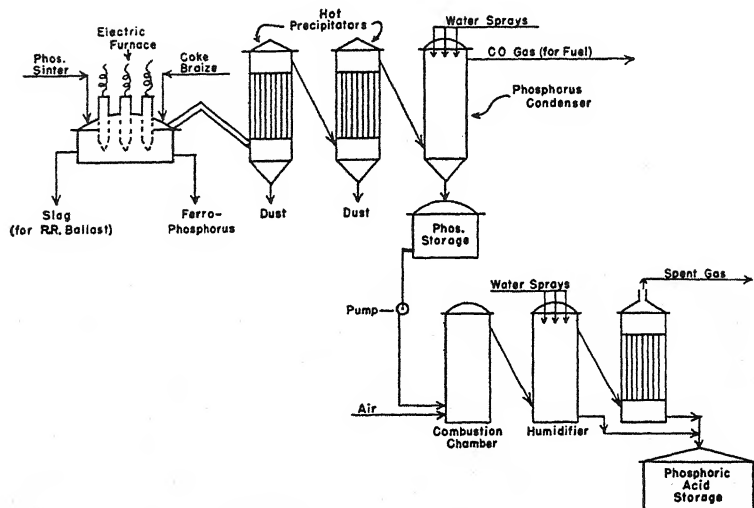 Hot
Precipitators
Water Sprays
Electric
Furnace
CO Gas (for Fuel)
Phos.
Sinter
Coke
Braize
Phosphorus
Condenser
Slag
(for R.R. Ballast)
Ferro-
Phosphorus
Dust
Dust
Phos.
Storage
Spent Gas
Water Sprays
Pump
Air
Combustion
Chamber
Humidifier
Phosphoric
Acid
Storage